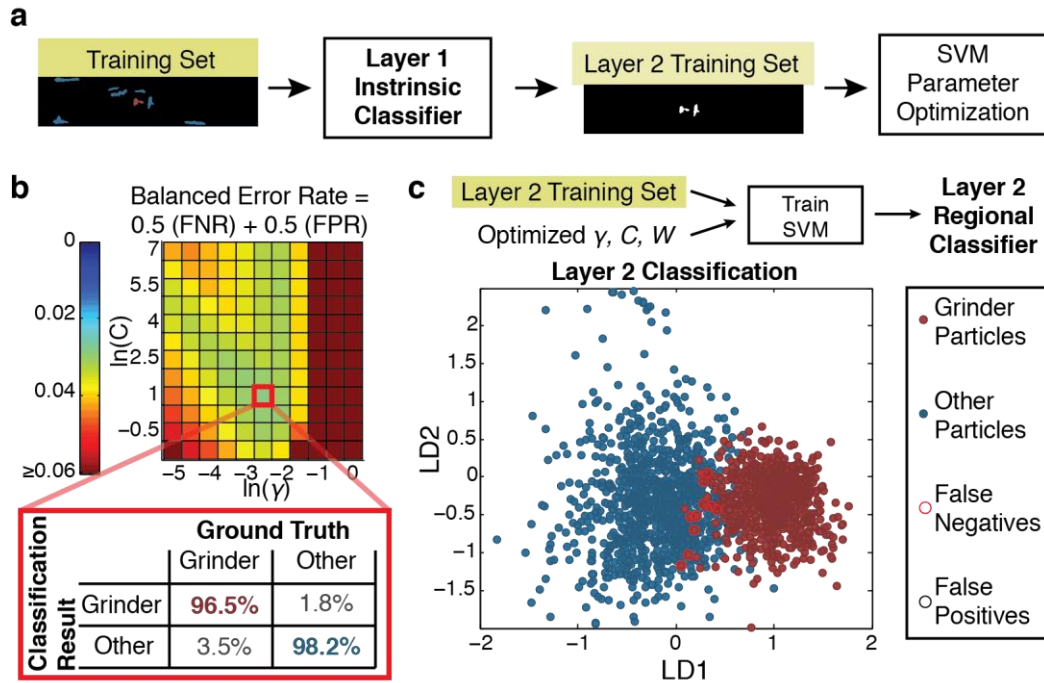 a
Training Set
Layer 1
Instrinsic
Classifier
Layer 2 Training Set
SVM
Parameter
Optimization
b
Balanced Error Rate =
0.5 (FNR) + 0.5 (FPR)
0
0.02
0.04
≥0.06
ln(C)
7
5.5
4
2.5
1
−0.5
−5 −4 −3 −2 −1 0
ln(γ)
Ground Truth
Grinder Other
Classification
Result
Grinder 96.5% 1.8%
Other 3.5% 98.2%
c
Layer 2 Training Set
Optimized γ, C, W
Train
SVM
Layer 2
Regional
Classifier
Layer 2 Classification
LD2
2
1.5
1
0.5
0
−0.5
−1
−1.5
−2 −1 0 1 2
LD1
Grinder
Particles
Other
Particles
False
Negatives
False
Positives